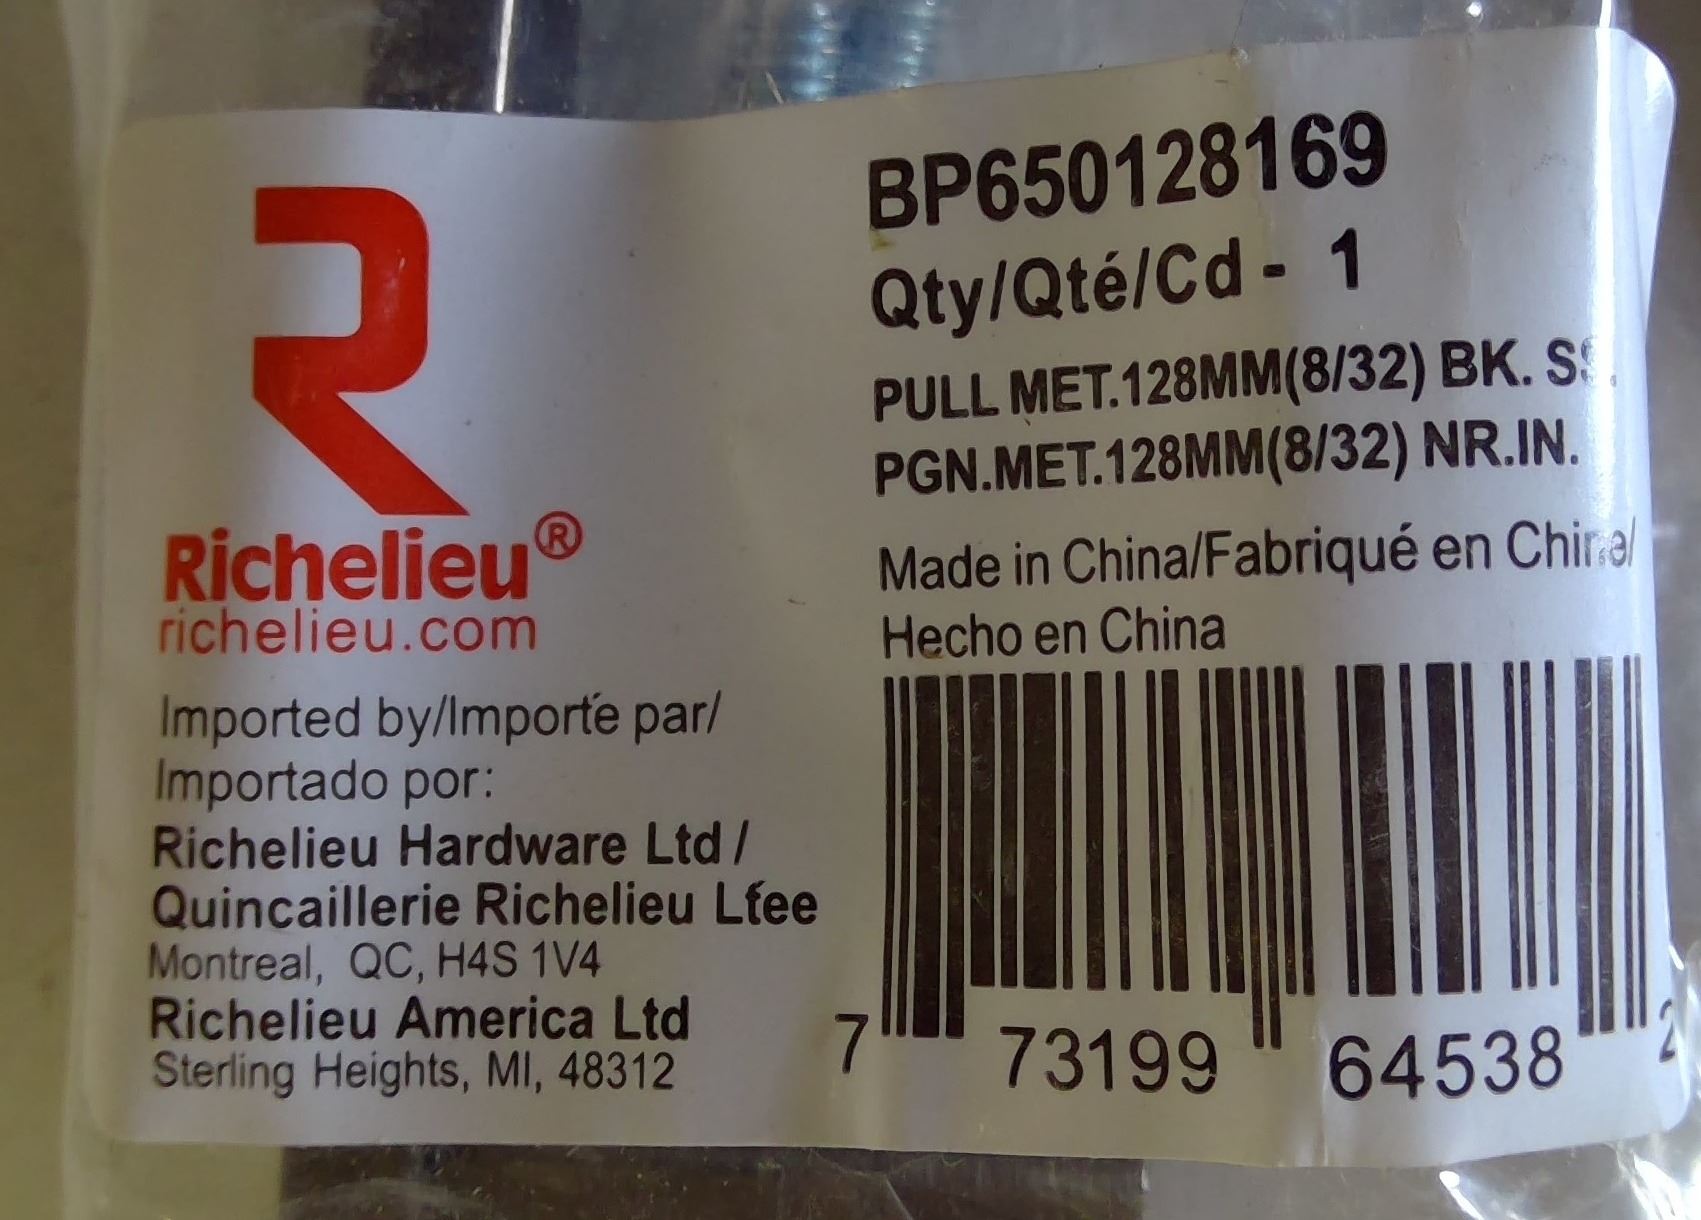 Richelieu®
richelieu.com
Imported by/Importé par/
Importado por:
Richelieu Hardware Ltd /
Quincaillerie Richelieu Ltee
Montreal, QC, H4S 1V4
Richelieu America Ltd
Sterling Heights, MI, 48312
BP650128169
Qty/Qté/Cd - 1
PULL MET.128MM(8/32) BK. SS.
PGN.MET.128MM(8/32) NR.IN.
Made in China/Fabriqué en Chine/
Hecho en China
7 73199 64538 2